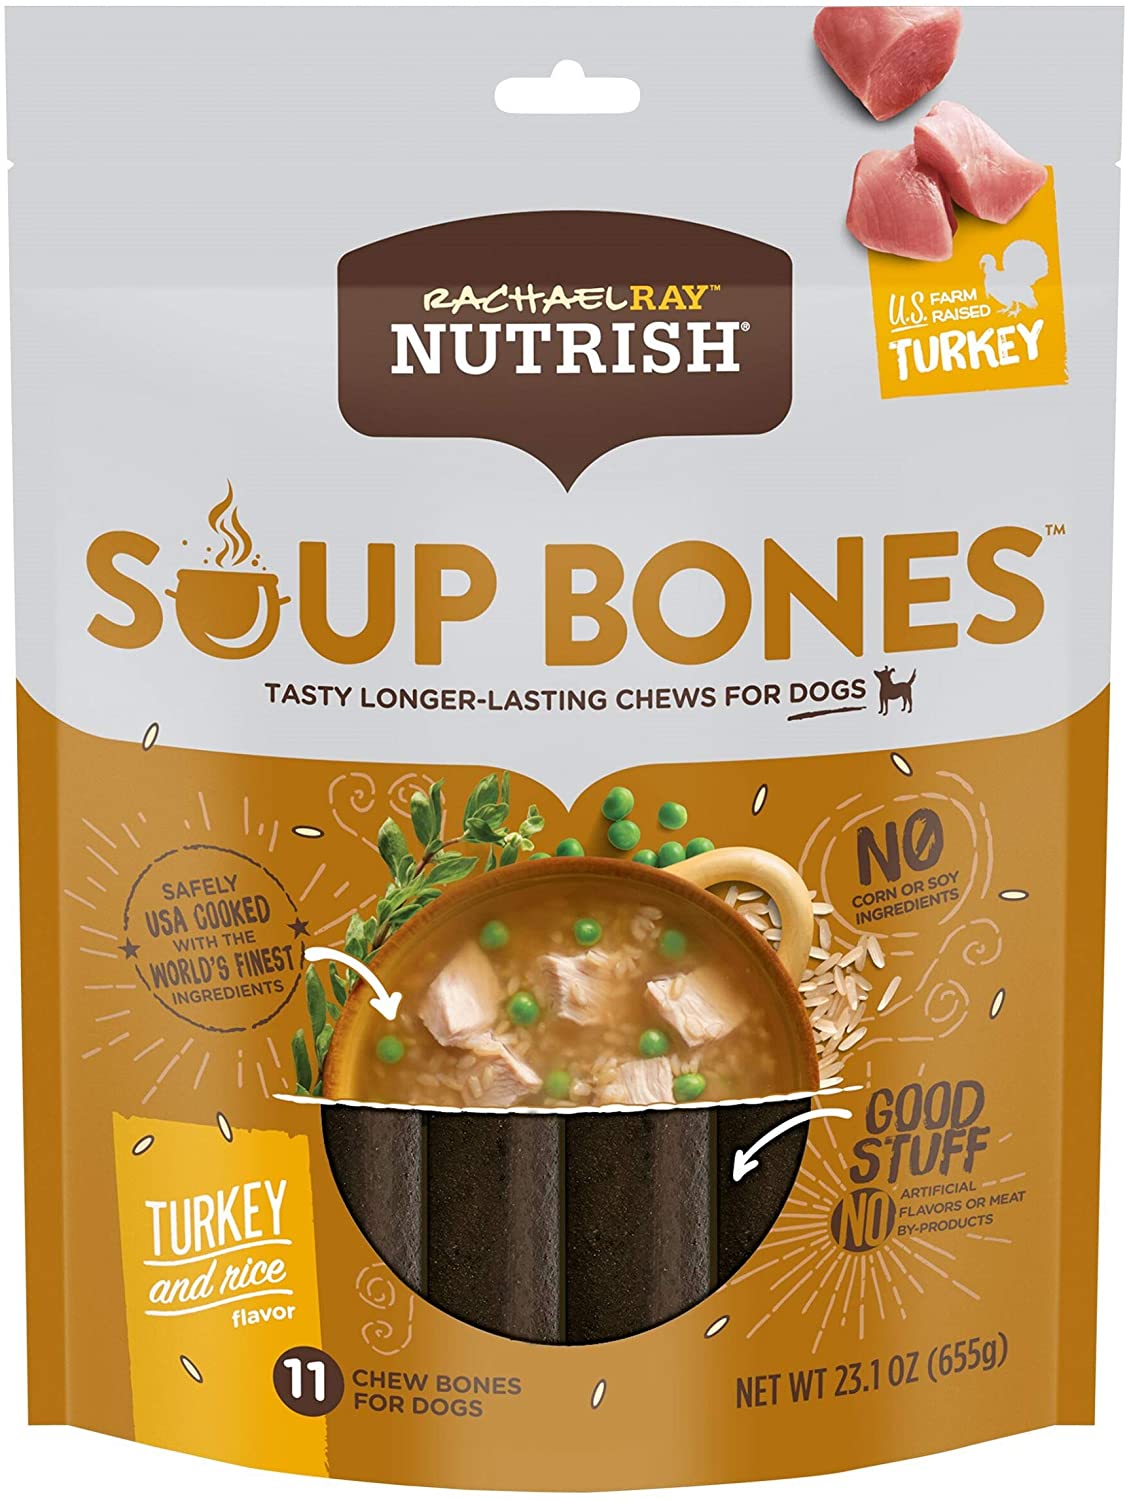 RACHAEL RAY™
NUTRISH®
U.S. FARM
RAISED
TURKEY
SOUP BONES™
TASTY LONGER-LASTING CHEWS FOR DOGS
SAFELY
USA COOKED
WITH THE
WORLD'S FINEST
INGREDIENTS
NO
CORN OR SOY
INGREDIENTS
GOOD
STUFF
NO ARTIFICIAL
FLAVORS OR MEAT
BY-PRODUCTS
TURKEY
and rice
flavor
11 CHEW BONES
FOR DOGS
NET WT 23.1 OZ (655g)